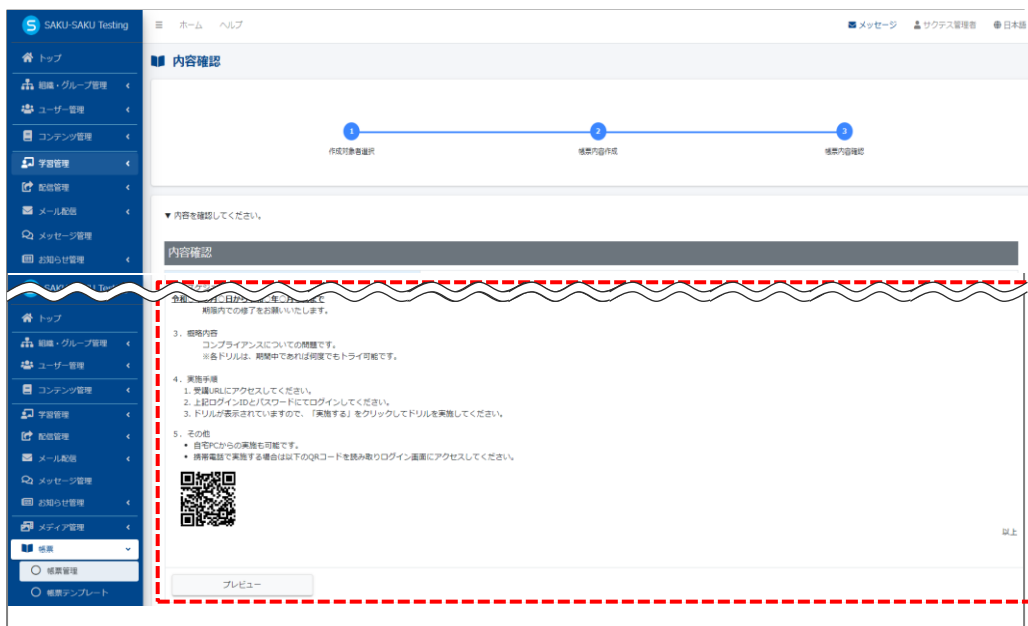 SAKU-SAKU Testing
ホーム ヘルプ
メッセージ サクテス管理者 日本語
トップ
内容確認
組織・グループ管理
ユーザー管理
コンテンツ管理
学習管理
配信管理
メール配信
メッセージ管理
お知らせ管理
1 2 3
作成対象者選択 帳票内容作成 帳票内容確認
▼ 内容を確認してください。
内容確認
期限内での修了をお願いいたします。
3．概略内容
コンプライアンスについての問題です。
※各ドリルは、期間中であれば何度でもトライ可能です。
4．実施手順
1. 受講URLにアクセスしてください。
2. 上記ログインIDとパスワードにてログインしてください。
3. ドリルが表示されていますので、「実施する」をクリックしてドリルを実施してください。
5．その他
• 自宅PCからの実施も可能です。
• 携帯電話で実施する場合は以下のQRコードを読み取りログイン画面にアクセスしてください。
以上
プレビュー
トップ
組織・グループ管理
ユーザー管理
コンテンツ管理
学習管理
配信管理
メール配信
メッセージ管理
お知らせ管理
メディア管理
帳票
帳票管理
帳票テンプレート